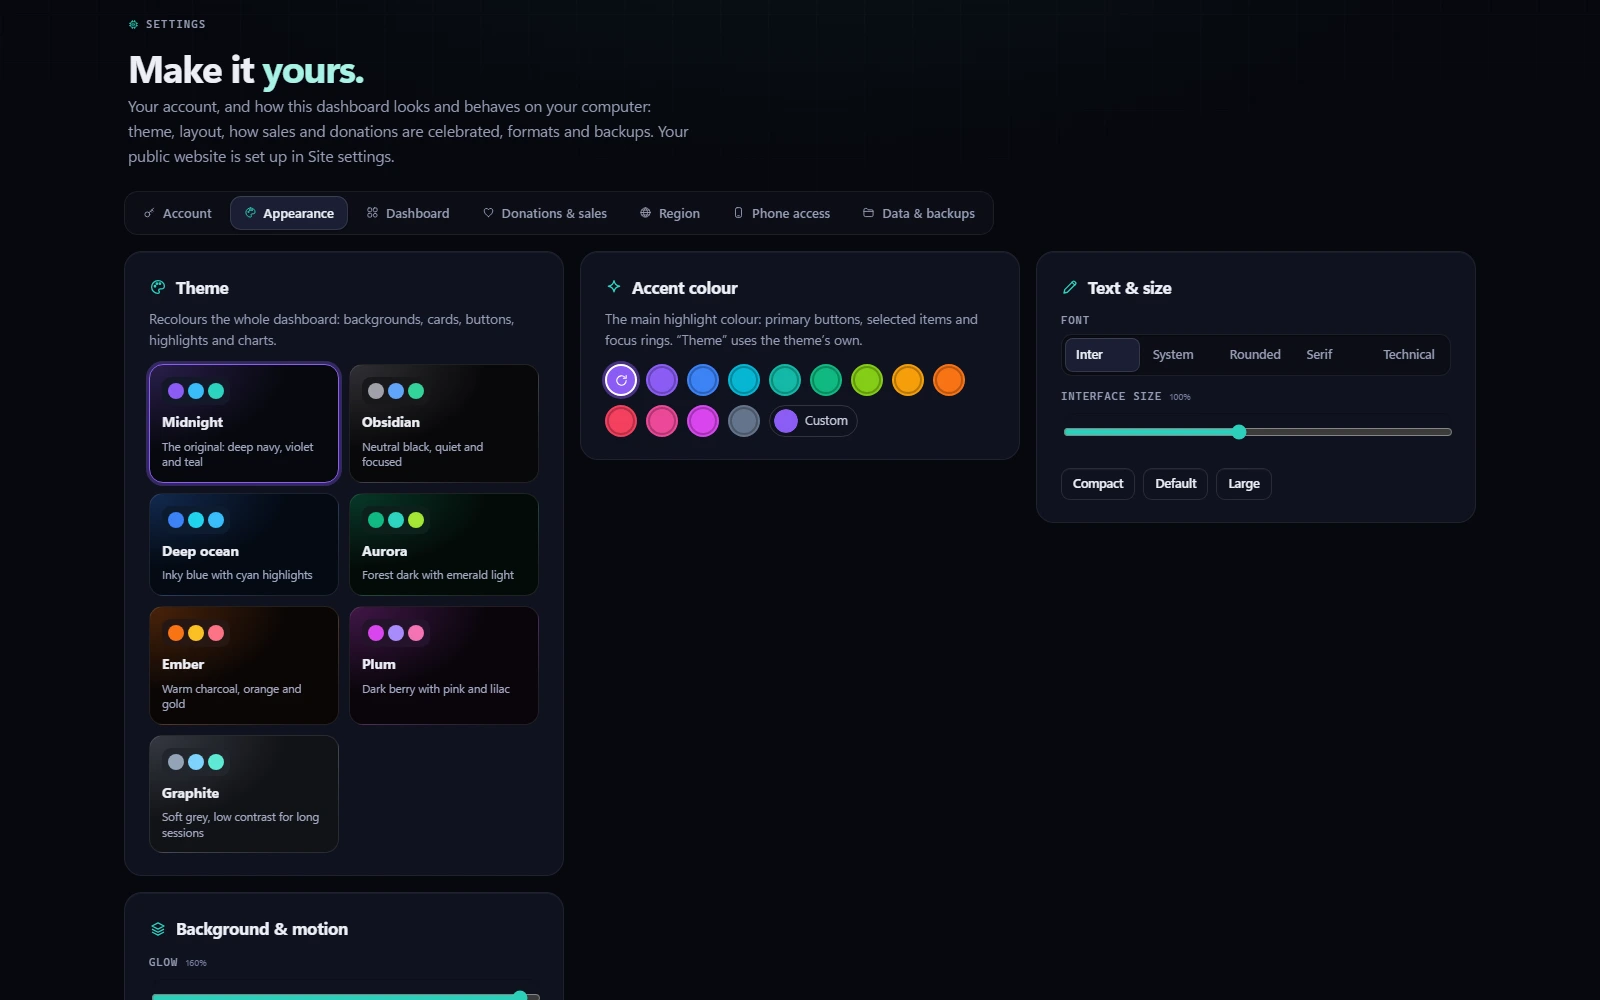 SETTINGS
Make it yours.
Your account, and how this dashboard looks and behaves on your computer:
theme, layout, how sales and donations are celebrated, formats and backups. Your
public website is set up in Site settings.
Account
Appearance
Dashboard
Donations & sales
Region
Phone access
Data & backups
Theme
Recolours the whole dashboard: backgrounds, cards, buttons,
highlights and charts.
Midnight
The original: deep navy, violet
and teal
Obsidian
Neutral black, quiet and
focused
Deep ocean
Inky blue with cyan highlights
Aurora
Forest dark with emerald light
Ember
Warm charcoal, orange and
gold
Plum
Dark berry with pink and lilac
Graphite
Soft grey, low contrast for long
sessions
Accent colour
The main highlight colour: primary buttons, selected items and
focus rings. “Theme” uses the theme’s own.
Custom
Text & size
FONT
Inter
System
Rounded
Serif
Technical
INTERFACE SIZE 100%
Compact
Default
Large
Background & motion
GLOW 160%